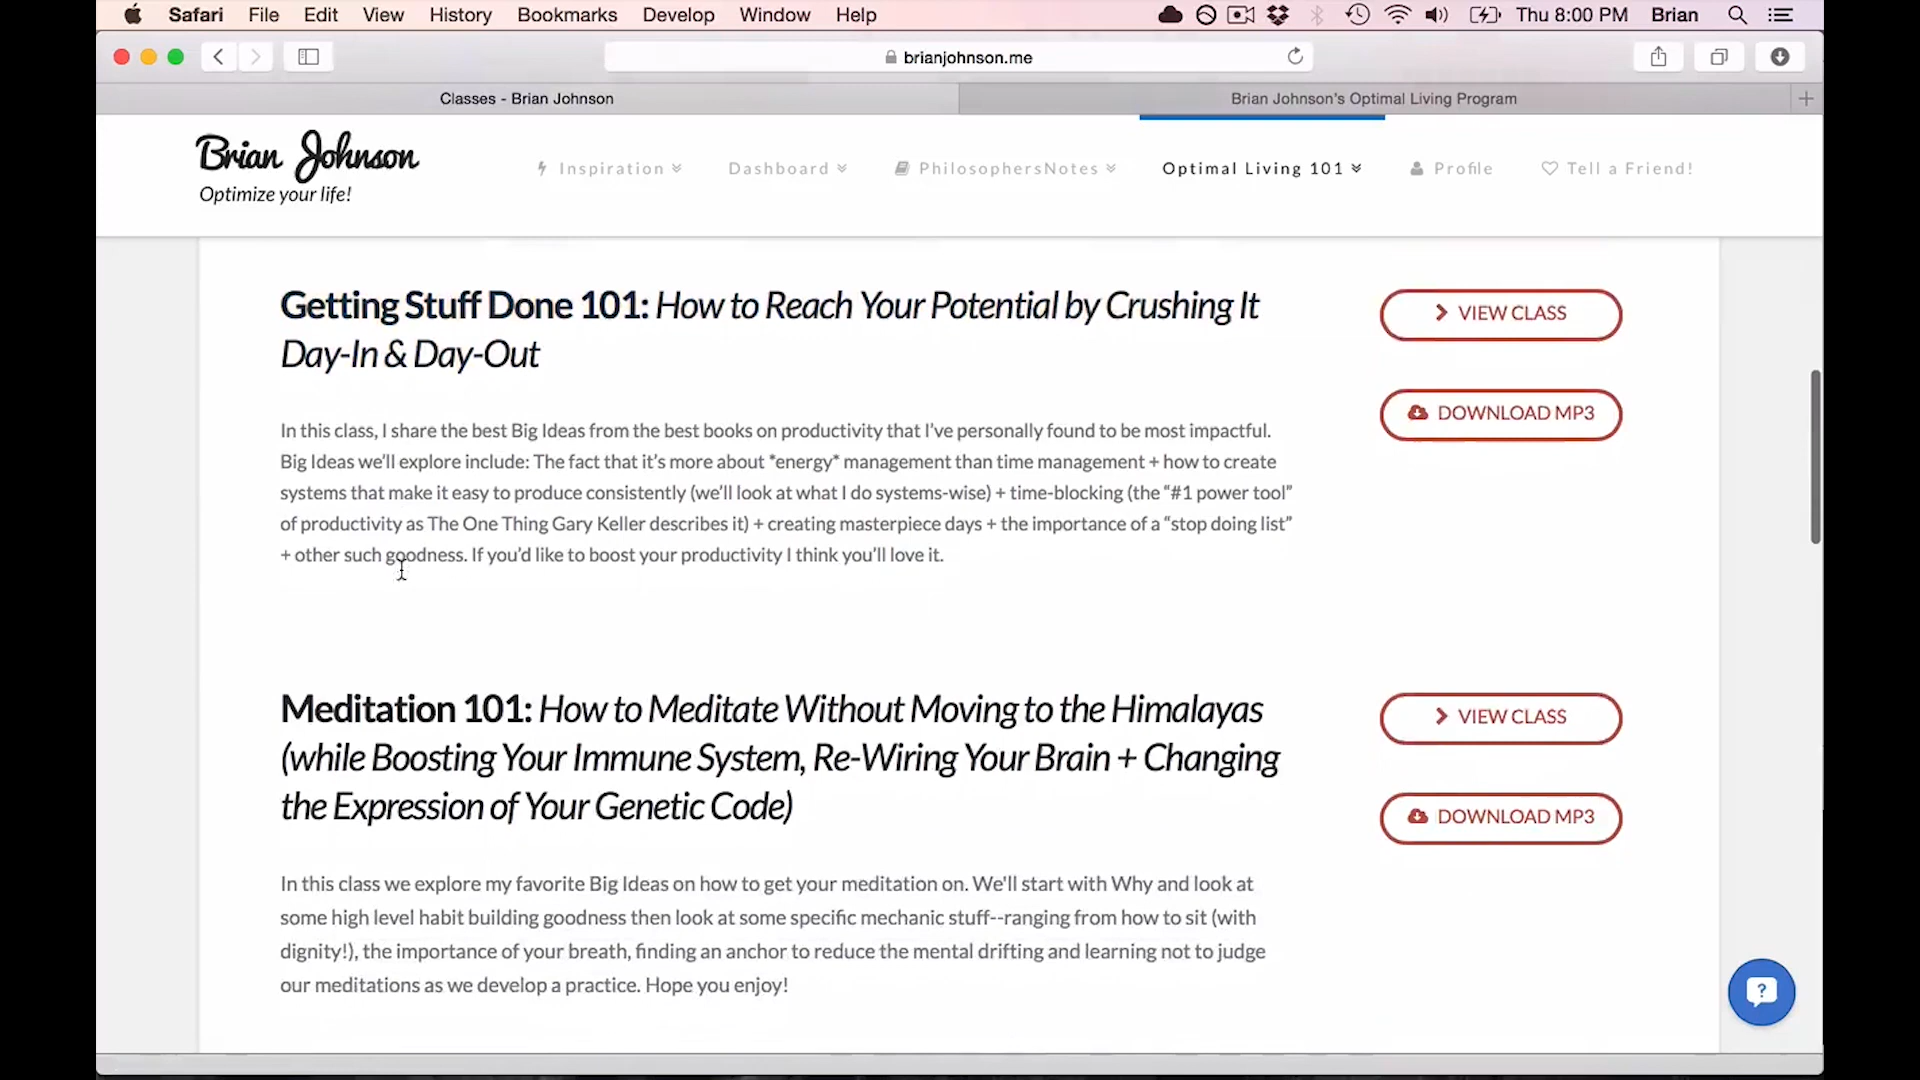 Safari File Edit View History Bookmarks Develop Window Help Thu 8:00 PM Brian
brianjohnson.me
Classes - Brian Johnson Brian Johnson's Optimal Living Program
Brian Johnson
Optimize your life!
Inspiration Dashboard PhilosophersNotes Optimal Living 101 Profile Tell a Friend!
Getting Stuff Done 101: How to Reach Your Potential by Crushing It
Day-In & Day-Out
VIEW CLASS
DOWNLOAD MP3
In this class, I share the best Big Ideas from the best books on productivity that I've personally found to be most impactful.
Big Ideas we'll explore include: The fact that it's more about *energy* management than time management + how to create
systems that make it easy to produce consistently (we'll look at what I do systems-wise) + time-blocking (the “#1 power tool”
of productivity as The One Thing Gary Keller describes it) + creating masterpiece days + the importance of a “stop doing list”
+ other such goodness. If you'd like to boost your productivity I think you'll love it.
Meditation 101: How to Meditate Without Moving to the Himalayas
(while Boosting Your Immune System, Re-Wiring Your Brain + Changing
the Expression of Your Genetic Code)
VIEW CLASS
DOWNLOAD MP3
In this class we explore my favorite Big Ideas on how to get your meditation on. We'll start with Why and look at
some high level habit building goodness then look at some specific mechanic stuff--ranging from how to sit (with
dignity!), the importance of your breath, finding an anchor to reduce the mental drifting and learning not to judge
our meditations as we develop a practice. Hope you enjoy!